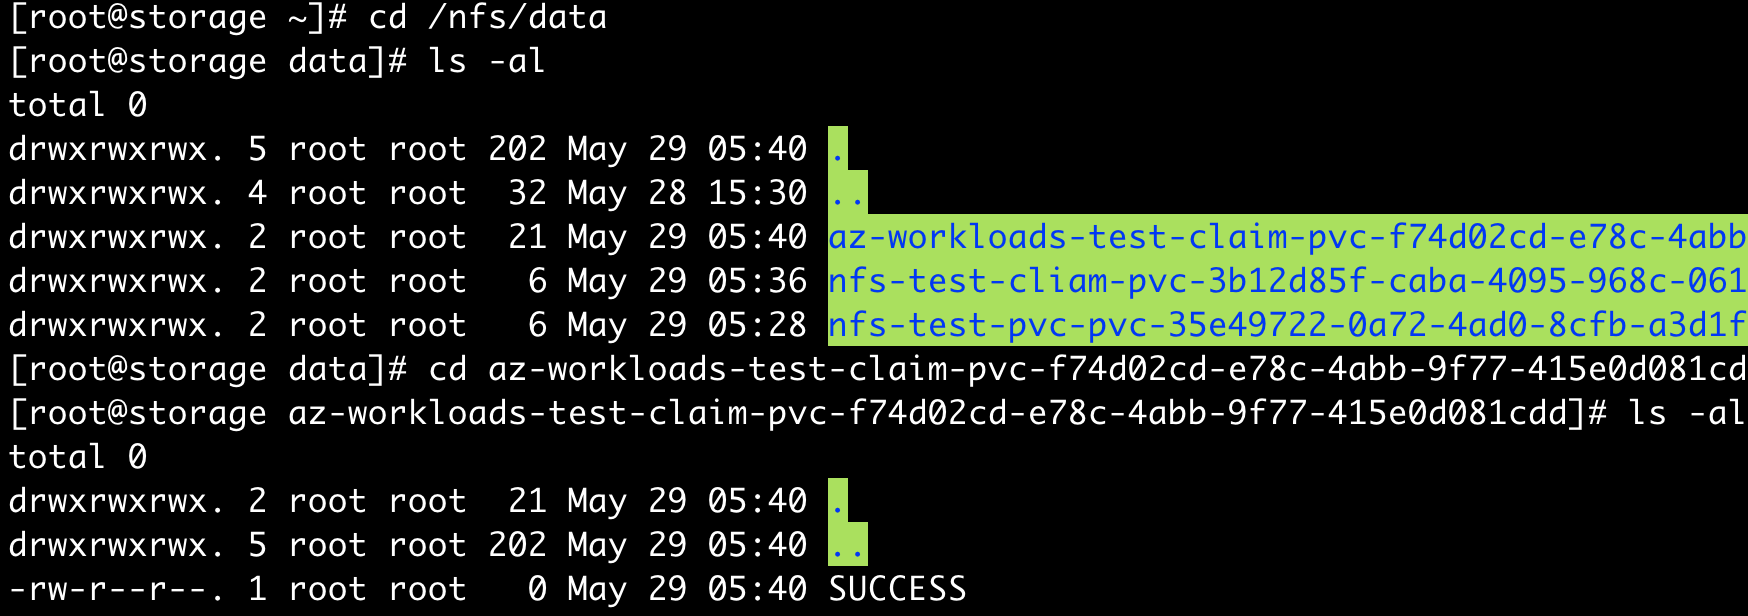 [root@storage ~]# cd /nfs/data
[root@storage data]# ls -al
total 0
drwxrwxrwx. 5 root root 202 May 29 05:40 .
drwxrwxrwx. 4 root root  32 May 28 15:30 ..
drwxrwxrwx. 2 root root  21 May 29 05:40 az-workloads-test-claim-pvc-f74d02cd-e78c-4abb
drwxrwxrwx. 2 root root   6 May 29 05:36 nfs-test-cliam-pvc-3b12d85f-caba-4095-968c-061
drwxrwxrwx. 2 root root   6 May 29 05:28 nfs-test-pvc-pvc-35e49722-0a72-4ad0-8cfb-a3d1f
[root@storage data]# cd az-workloads-test-claim-pvc-f74d02cd-e78c-4abb-9f77-415e0d081cd
[root@storage az-workloads-test-claim-pvc-f74d02cd-e78c-4abb-9f77-415e0d081cdd]# ls -al
total 0
drwxrwxrwx. 2 root root  21 May 29 05:40 .
drwxrwxrwx. 5 root root 202 May 29 05:40 ..
-rw-r--r--. 1 root root   0 May 29 05:40 SUCCESS